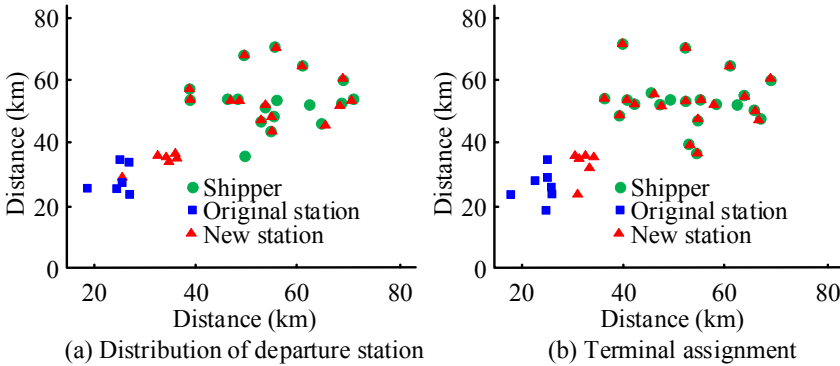 80
60
40
20
0
Distance (km)
Shipper
Original station
New station
20 40 60 80
Distance (km)
(a) Distribution of departure station
80
60
40
20
0
Distance (km)
Shipper
Original station
New station
20 40 60 80
Distance (km)
(b) Terminal assignment